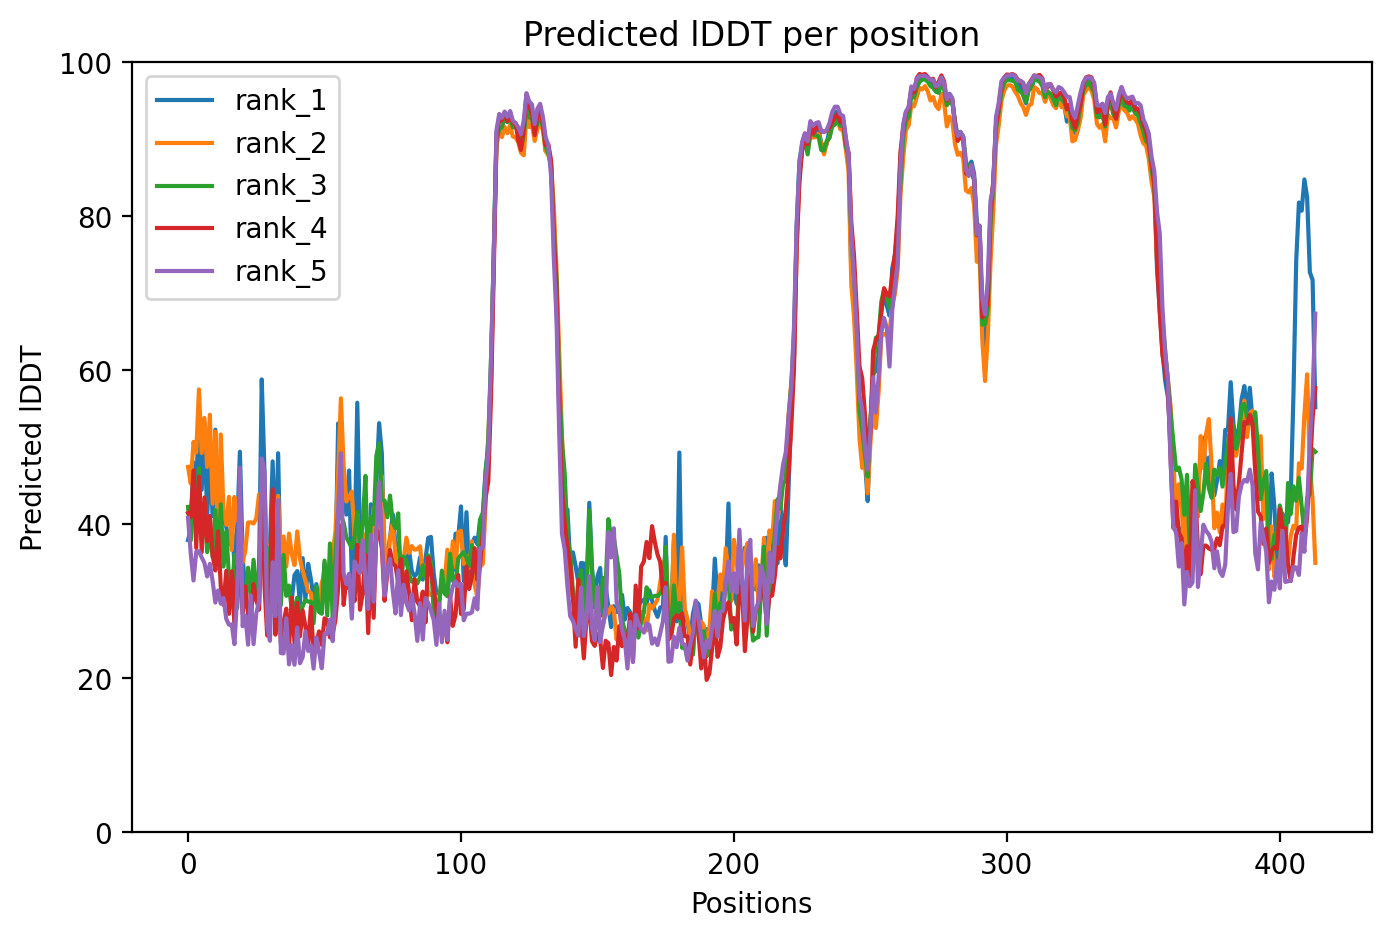 Predicted lDDT per position
100
80
60
40
20
0
Predicted lDDT
rank_1
rank_2
rank_3
rank_4
rank_5
0 100 200 300 400
Positions